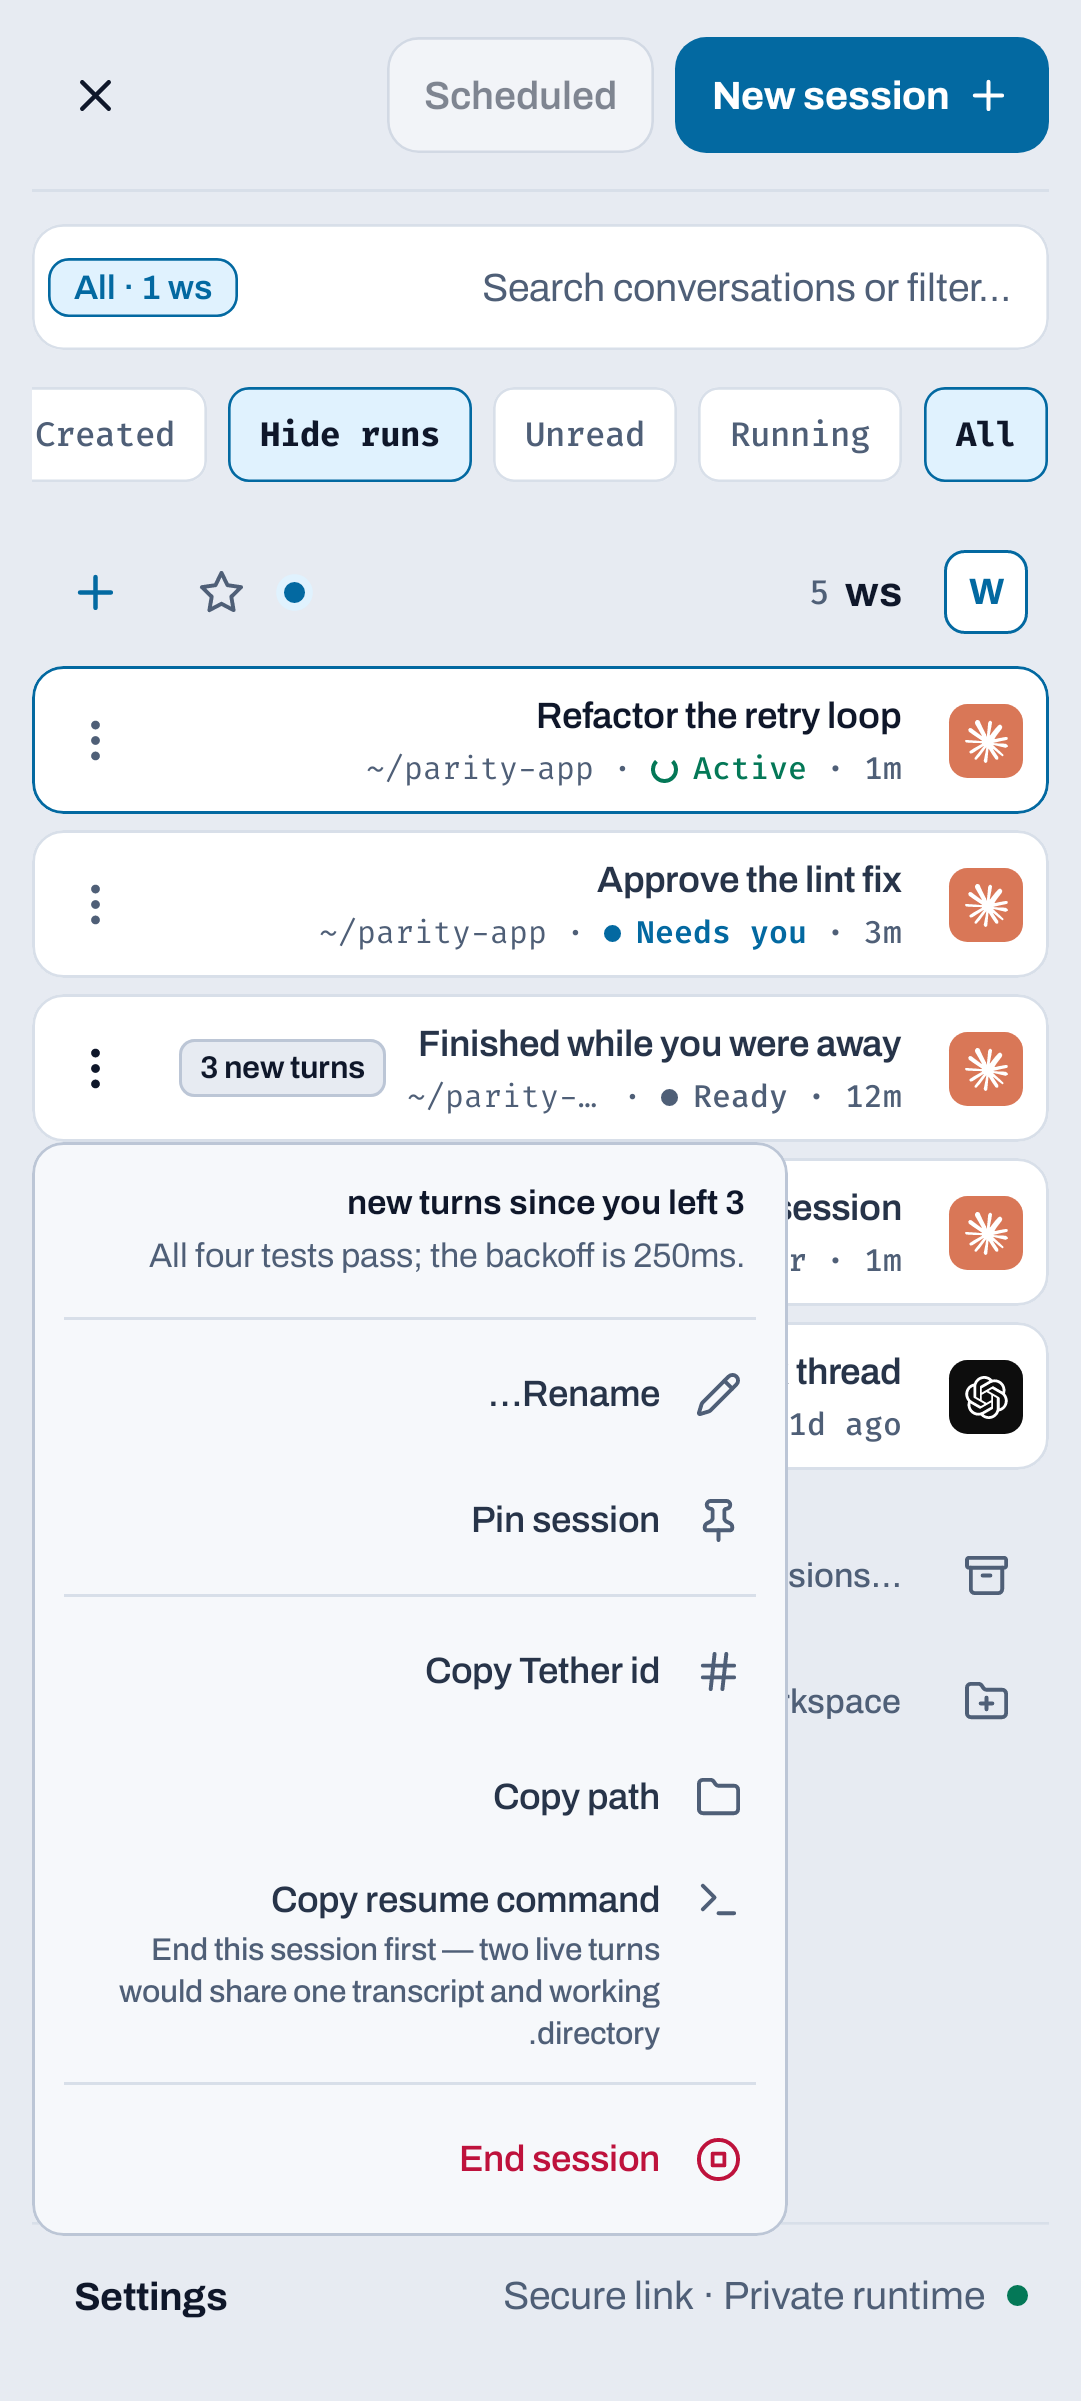 Scheduled
New session
All · 1 ws
Search conversations or filter...
Created
Hide runs
Unread
Running
All
5 ws
W
Refactor the retry loop
~/parity-app · Active · 1m
Approve the lint fix
~/parity-app · Needs you · 3m
3 new turns
Finished while you were away
~/parity-… · Ready · 12m
new turns since you left 3
All four tests pass; the backoff is 250ms.
session
r · 1m
thread
1d ago
...Rename
Pin session
sions...
Copy Tether id
kspace
Copy path
Copy resume command
End this session first — two live turns
would share one transcript and working
.directory
End session
Settings
Secure link · Private runtime